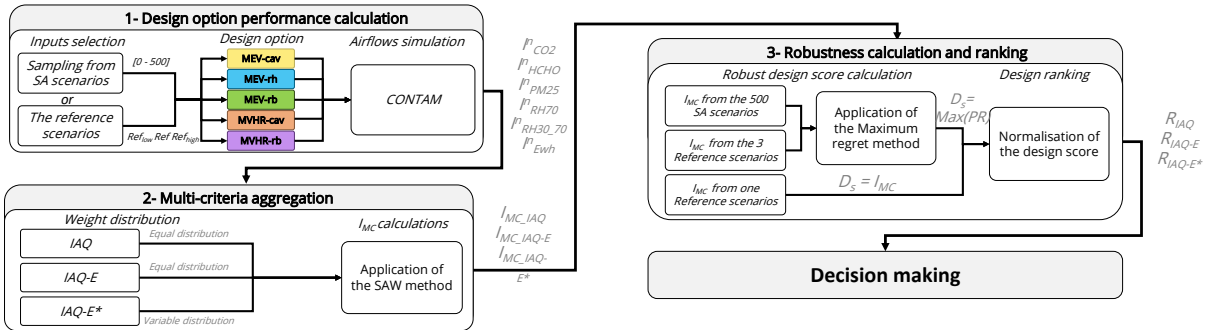 1- Design option performance calculation
Inputs selection
Design option
Airflows simulation
Sampling from
SA scenarios
[0 - 500]
or
The reference
scenarios
Ref_low Ref Ref_high
MEV-cav
MEV-rh
MEV-rb
MVHR-cav
MVHR-rb
CONTAM
I^n_CO2
I^n_HCHO
I^n_PM25
I^n_RH70
I^n_RH30_70
I^n_Ewh
2- Multi-criteria aggregation
Weight distribution
I_MC calculations
IAQ
Equal distribution
IAQ-E
Equal distribution
IAQ-E*
Variable distribution
Application of
the SAW method
I_MC_IAQ
I_MC_IAQ-E
I_MC_IAQ-
E*
3- Robustness calculation and ranking
Robust design score calculation
Design ranking
I_MC from the 500
SA scenarios
I_MC from the 3
Reference scenarios
I_MC from one
Reference scenarios
Application of
the Maximum
regret method
D_s =
Max(PR)
D_s = I_MC
Normalisation of
the design score
R_IAQ
R_IAQ-E
R_IAQ-E*
Decision making